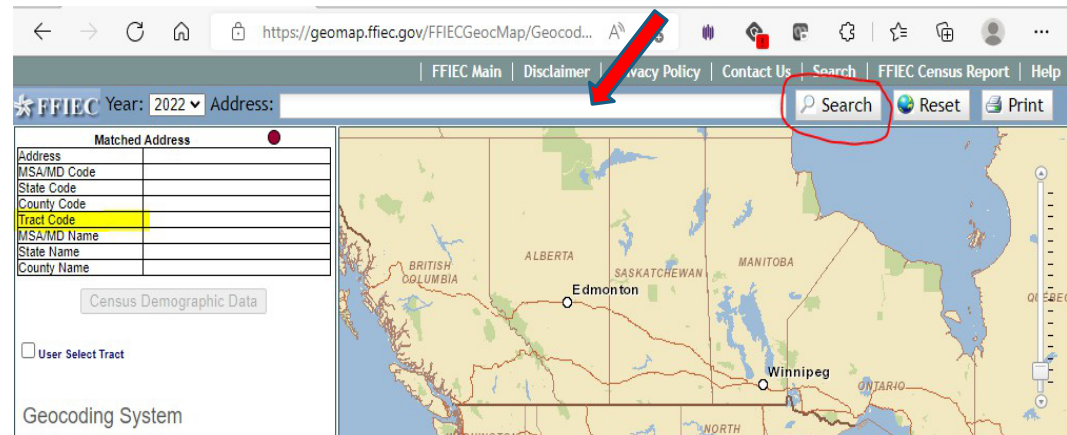 https://geomap.ffiec.gov/FFIECGeocMap/Geocod...
FFIEC Main | Disclaimer | Privacy Policy | Contact Us | Search | FFIEC Census Report | Help
FFIEC Year: 2022 Address: Search Reset Print
Matched Address
Address
MSA/MD Code
State Code
County Code
Tract Code
MSA/MD Name
State Name
County Name
Census Demographic Data
User Select Tract
Geocoding System
BRITISH COLUMBIA
ALBERTA
Edmonton
SASKATCHEWAN
MANITOBA
Winnipeg
ONTARIO
NORTH